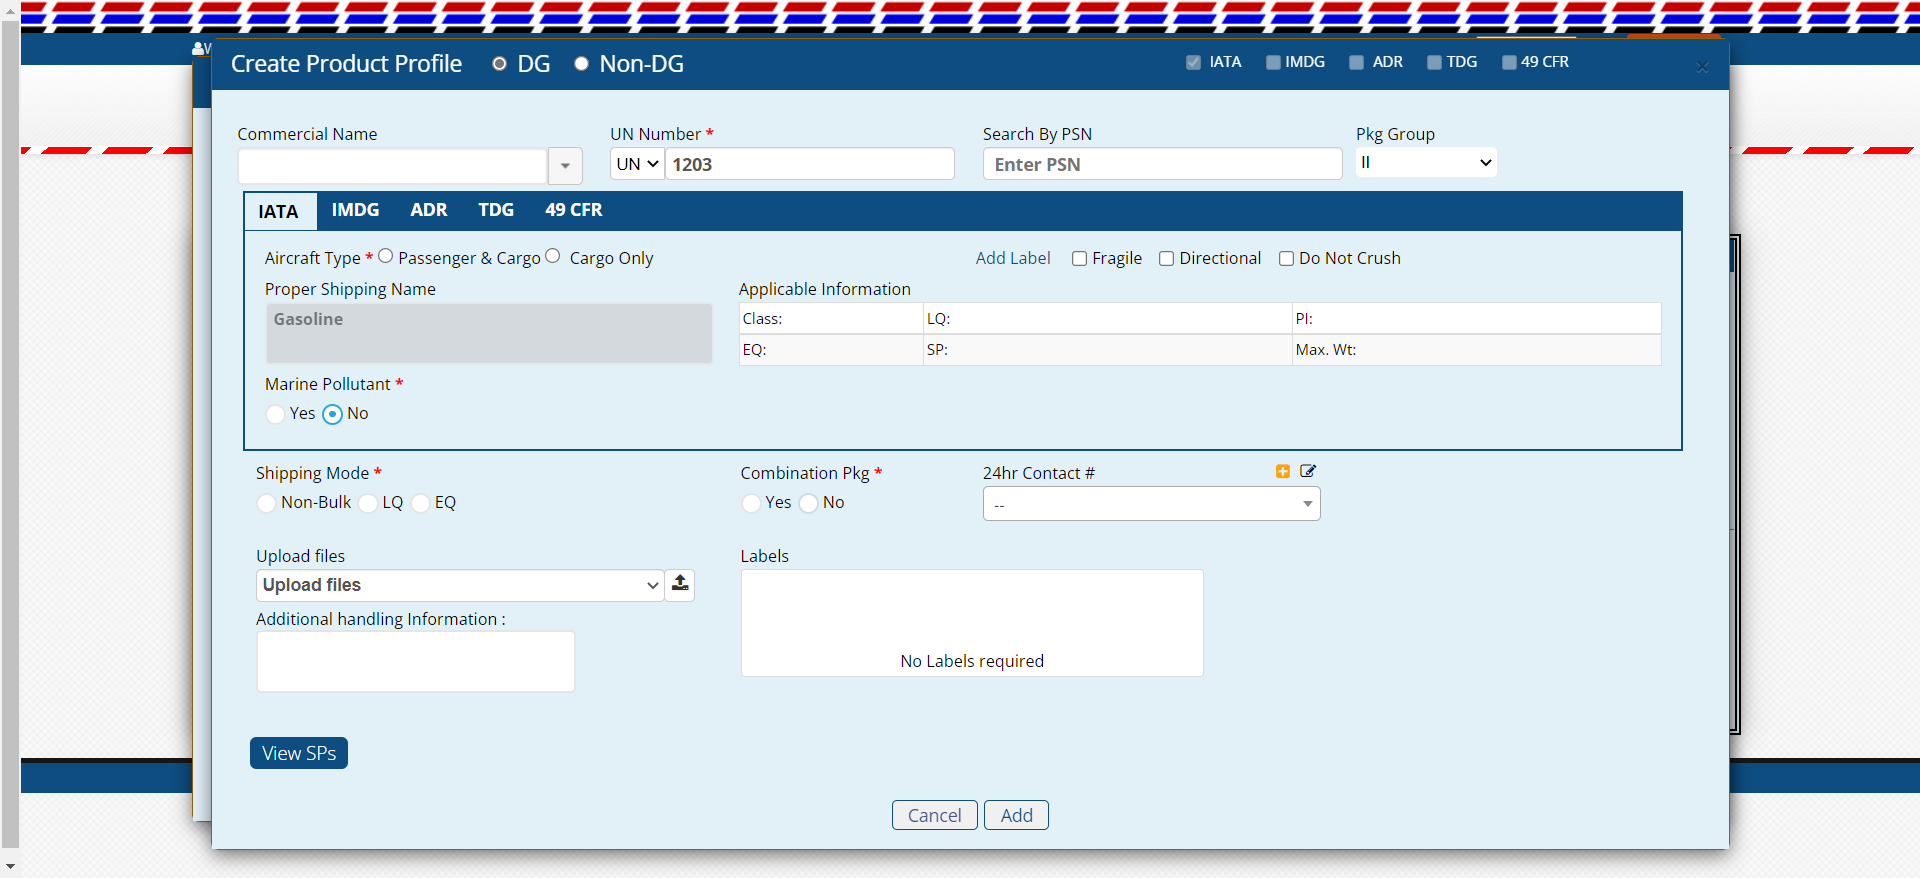 W
Create Product Profile DG Non-DG IATA IMDG ADR TDG 49 CFR ×
Commercial Name UN Number * Search By PSN Pkg Group
UN 1203 Enter PSN II
IATA IMDG ADR TDG 49 CFR
Aircraft Type * Passenger & Cargo Cargo Only Add Label Fragile Directional Do Not Crush
Proper Shipping Name Applicable Information
Gasoline Class: LQ: PI:
EQ: SP: Max. Wt:
Marine Pollutant *
Yes No
Shipping Mode * Combination Pkg * 24hr Contact #
Non-Bulk LQ EQ Yes No --
Upload files Labels
Upload files
Additional handling Information :
No Labels required
View SPs
Cancel Add